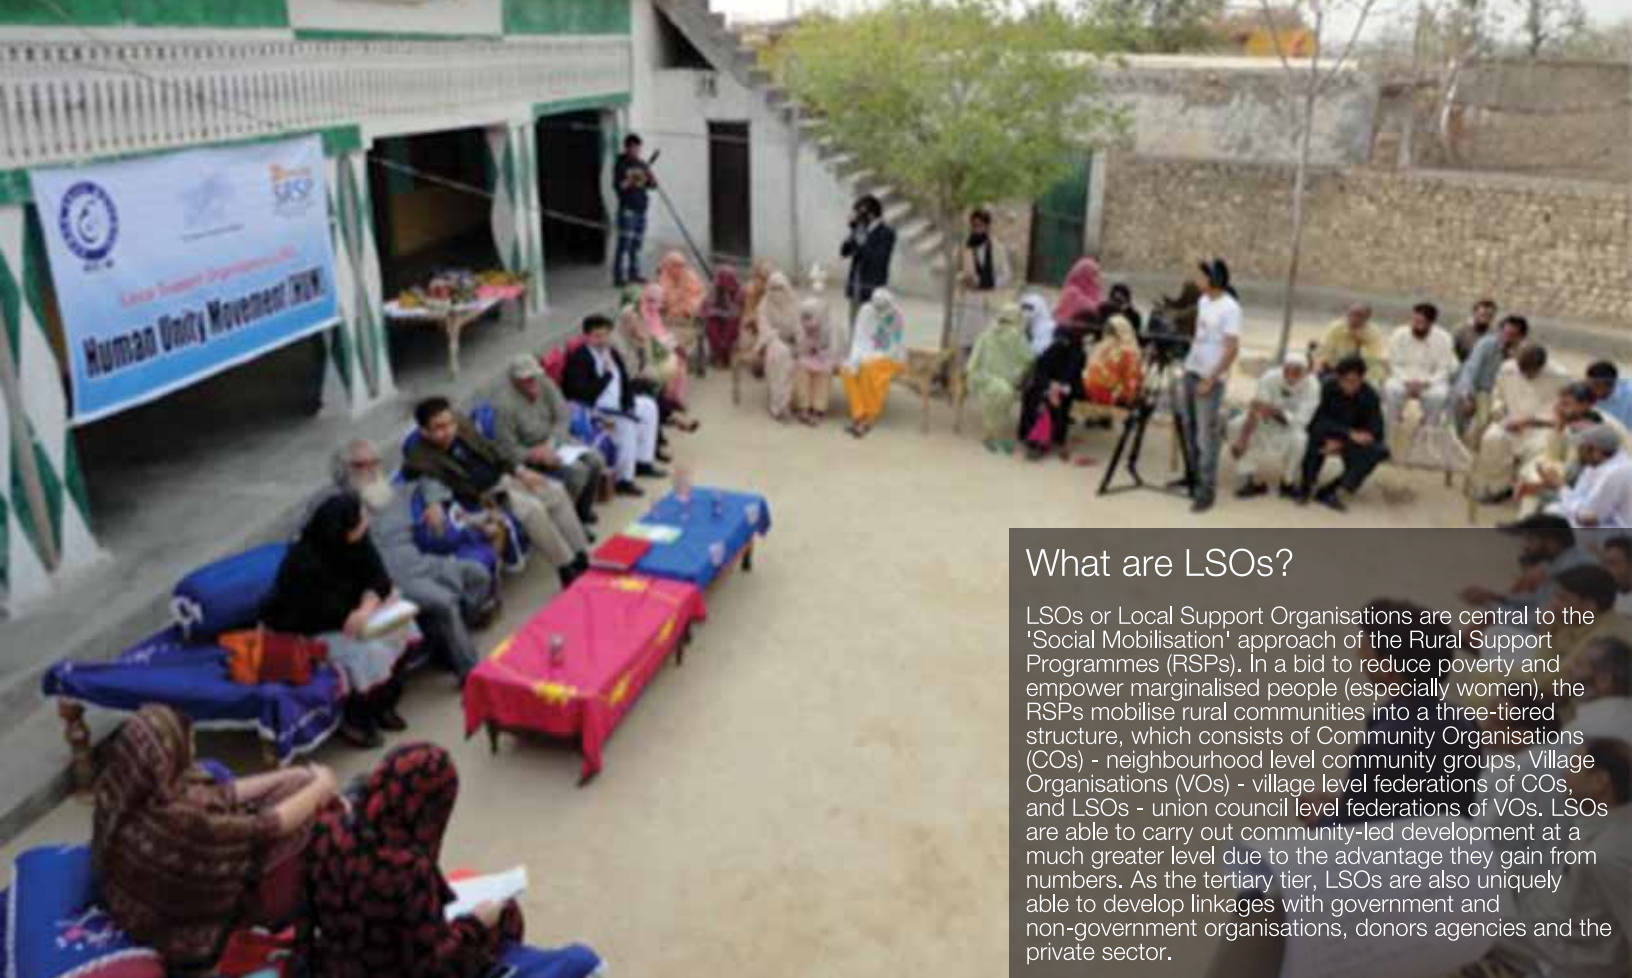 SRSP
Local Support Organisation (LSO)
Human Unity Movement (HUM)
What are LSOs?
LSOs or Local Support Organisations are central to the
'Social Mobilisation' approach of the Rural Support
Programmes (RSPs). In a bid to reduce poverty and
empower marginalised people (especially women), the
RSPs mobilise rural communities into a three-tiered
structure, which consists of Community Organisations
(COs) - neighbourhood level community groups, Village
Organisations (VOs) - village level federations of COs,
and LSOs - union council level federations of VOs. LSOs
are able to carry out community-led development at a
much greater level due to the advantage they gain from
numbers. As the tertiary tier, LSOs are also uniquely
able to develop linkages with government and
non-government organisations, donors agencies and the
private sector.